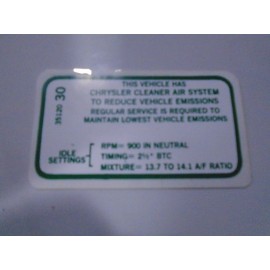 THIS VEHICLE HAS
CHRYSLER CLEANER AIR SYSTEM
TO REDUCE VEHICLE EMISSIONS
REGULAR SERVICE IS REQUIRED TO
MAINTAIN LOWEST VEHICLE EMISSIONS
35120 30
IDLE
SETTINGS
RPM= 900 IN NEUTRAL
TIMING= 2½° BTC
MIXTURE= 13.7 TO 14.1 A/F RATIO